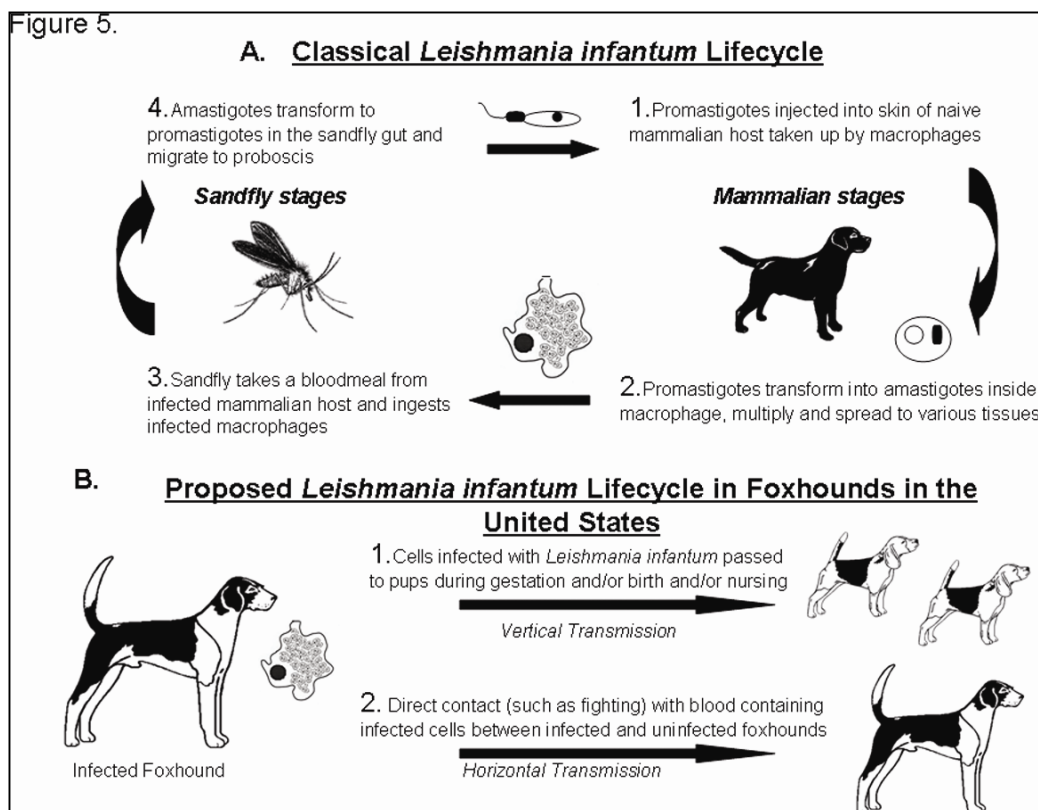 Figure 5.
A. Classical Leishmania infantum Lifecycle
4. Amastigotes transform to
promastigotes in the sandfly gut and
migrate to proboscis
1. Promastigotes injected into skin of naive
mammalian host taken up by macrophages
Sandfly stages
Mammalian stages
3. Sandfly takes a bloodmeal from
infected mammalian host and ingests
infected macrophages
2. Promastigotes transform into amastigotes inside
macrophage, multiply and spread to various tissues
B. Proposed Leishmania infantum Lifecycle in Foxhounds in the
United States
1. Cells infected with Leishmania infantum passed
to pups during gestation and/or birth and/or nursing
Vertical Transmission
2. Direct contact (such as fighting) with blood containing
infected cells between infected and uninfected foxhounds
Horizontal Transmission
Infected Foxhound